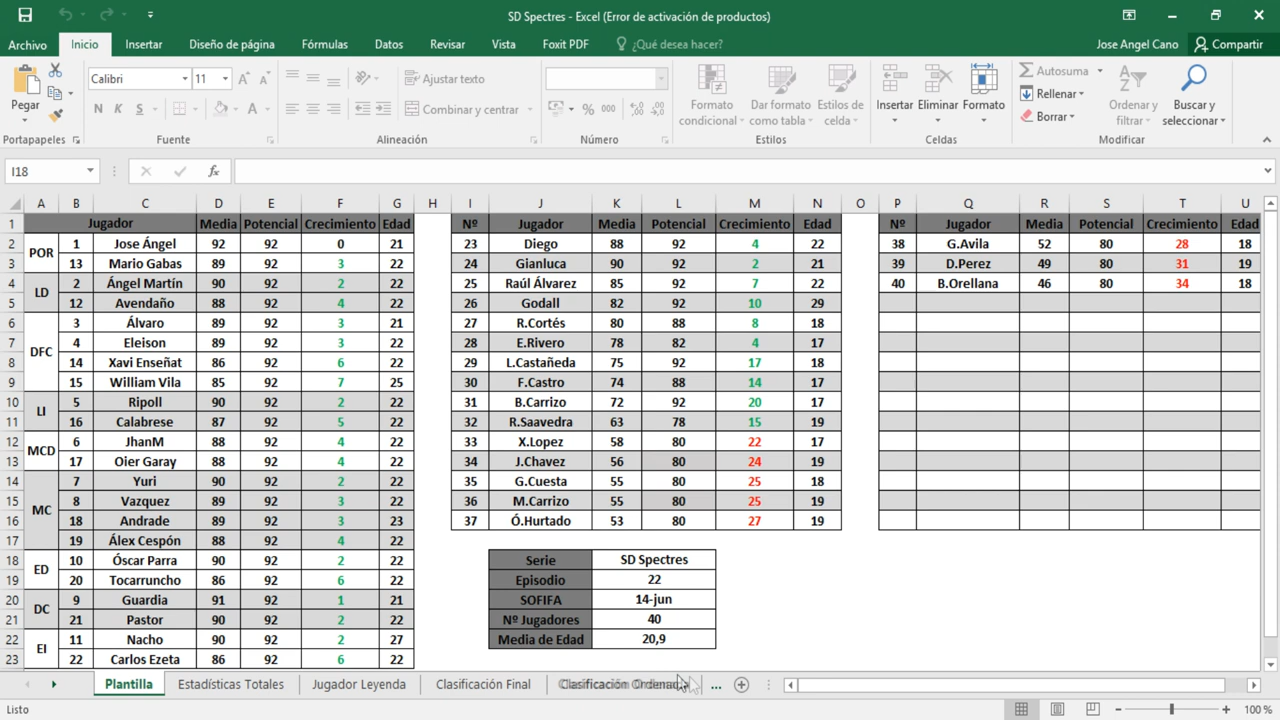 SD Spectres - Excel (Error de activación de productos)
Archivo Inicio Insertar Diseño de página Fórmulas Datos Revisar Vista Foxit PDF ¿Qué desea hacer? Jose Angel Cano Compartir
Pegar Calibri 11 Ajustar texto Formato condicional Dar formato como tabla Estilos de celda Insertar Eliminar Formato Autosuma Ordenar y filtrar Buscar y seleccionar
N K S A Combinar y centrar % 000 Rellenar
Borrar
Portapapeles Fuente Alineación Número Estilos Celdas Modificar
I18 fx
A B C D E F G H I J K L M N O P Q R S T U
1 Jugador Media Potencial Crecimiento Edad Nº Jugador Media Potencial Crecimiento Edad Nº Jugador Media Potencial Crecimiento Edad
2 POR 1 Jose Ángel 92 92 0 21 23 Diego 88 92 4 22 38 G.Avila 52 80 28 18
3 13 Mario Gabas 89 92 3 22 24 Gianluca 90 92 2 21 39 D.Perez 49 80 31 19
4 LD 2 Ángel Martín 90 92 2 22 25 Raúl Álvarez 85 92 7 22 40 B.Orellana 46 80 34 18
5 12 Avendaño 88 92 4 22 26 Godall 82 92 10 29
6 DFC 3 Álvaro 89 92 3 21 27 R.Cortés 80 88 8 18
7 4 Eleison 89 92 3 22 28 E.Rivero 78 82 4 17
8 14 Xavi Enseñat 86 92 6 22 29 L.Castañeda 75 92 17 18
9 15 William Vila 85 92 7 25 30 F.Castro 74 88 14 17
10 LI 5 Ripoll 90 92 2 22 31 B.Carrizo 72 92 20 17
11 16 Calabrese 87 92 5 22 32 R.Saavedra 63 78 15 19
12 MCD 6 JhanM 88 92 4 22 33 X.Lopez 58 80 22 17
13 17 Oier Garay 88 92 4 22 34 J.Chavez 56 80 24 19
14 MC 7 Yuri 90 92 2 22 35 G.Cuesta 55 80 25 18
15 8 Vazquez 89 92 3 22 36 M.Carrizo 55 80 25 19
16 18 Andrade 89 92 3 23 37 Ó.Hurtado 53 80 27 19
17 19 Álex Cespón 88 92 4 22
18 ED 10 Óscar Parra 90 92 2 22 Serie SD Spectres
19 20 Tocarruncho 86 92 6 22 Episodio 22
20 DC 9 Guardia 91 92 1 21 SOFIFA 14-jun
21 21 Pastor 90 92 2 22 Nº Jugadores 40
22 EI 11 Nacho 90 92 2 27 Media de Edad 20,9
23 22 Carlos Ezeta 86 92 6 22
Plantilla Estadísticas Totales Jugador Leyenda Clasificación Final Clasificación Ordenada ...
Listo 100 %